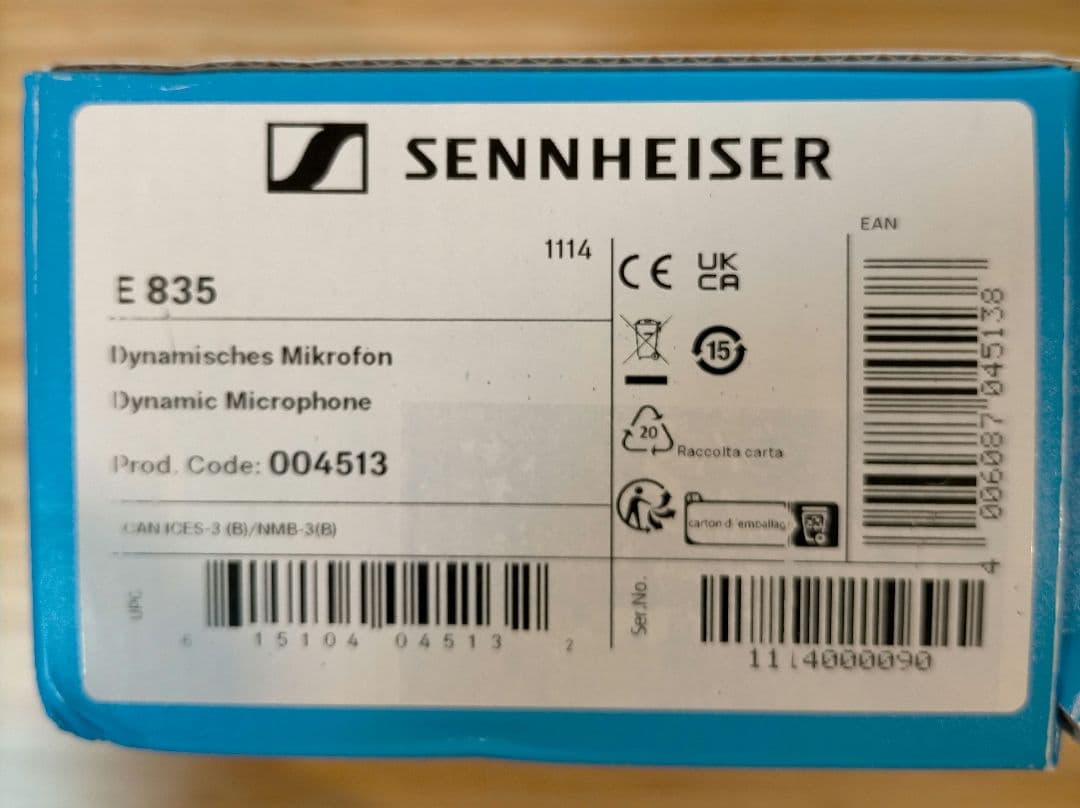 SENNHEISER
1114
E 835
Dynamisches Mikrofon
Dynamic Microphone
Prod. Code: 004513
CAN ICES-3 (B)/NMB-3(B)
UPC
6 15104 04513 2
CE
UK
CA
15
20
Raccolta carta
carton d'emballage
Ser.No.
1114000090
EAN
4 006087 045138